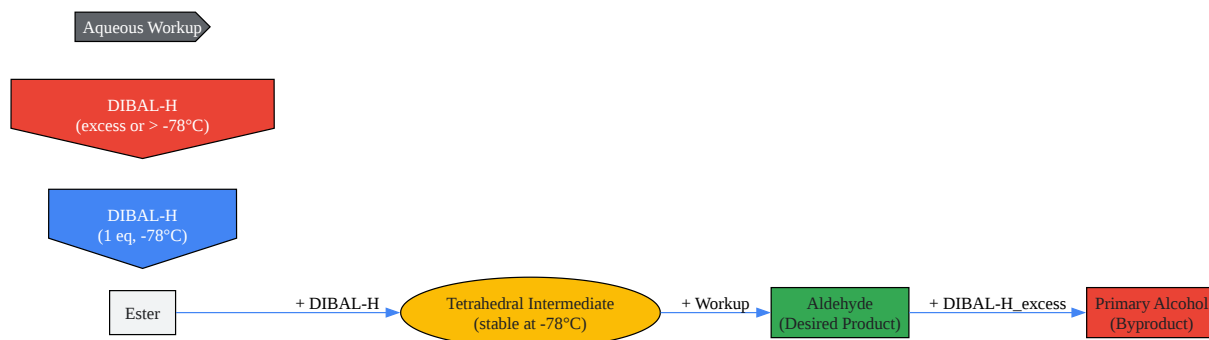 Aqueous Workup
DIBAL-H
(excess or > -78°C)
DIBAL-H
(1 eq, -78°C)
Ester
+ DIBAL-H
Tetrahedral Intermediate
(stable at -78°C)
+ Workup
Aldehyde
(Desired Product)
+ DIBAL-H_excess
Primary Alcohol
(Byproduct)